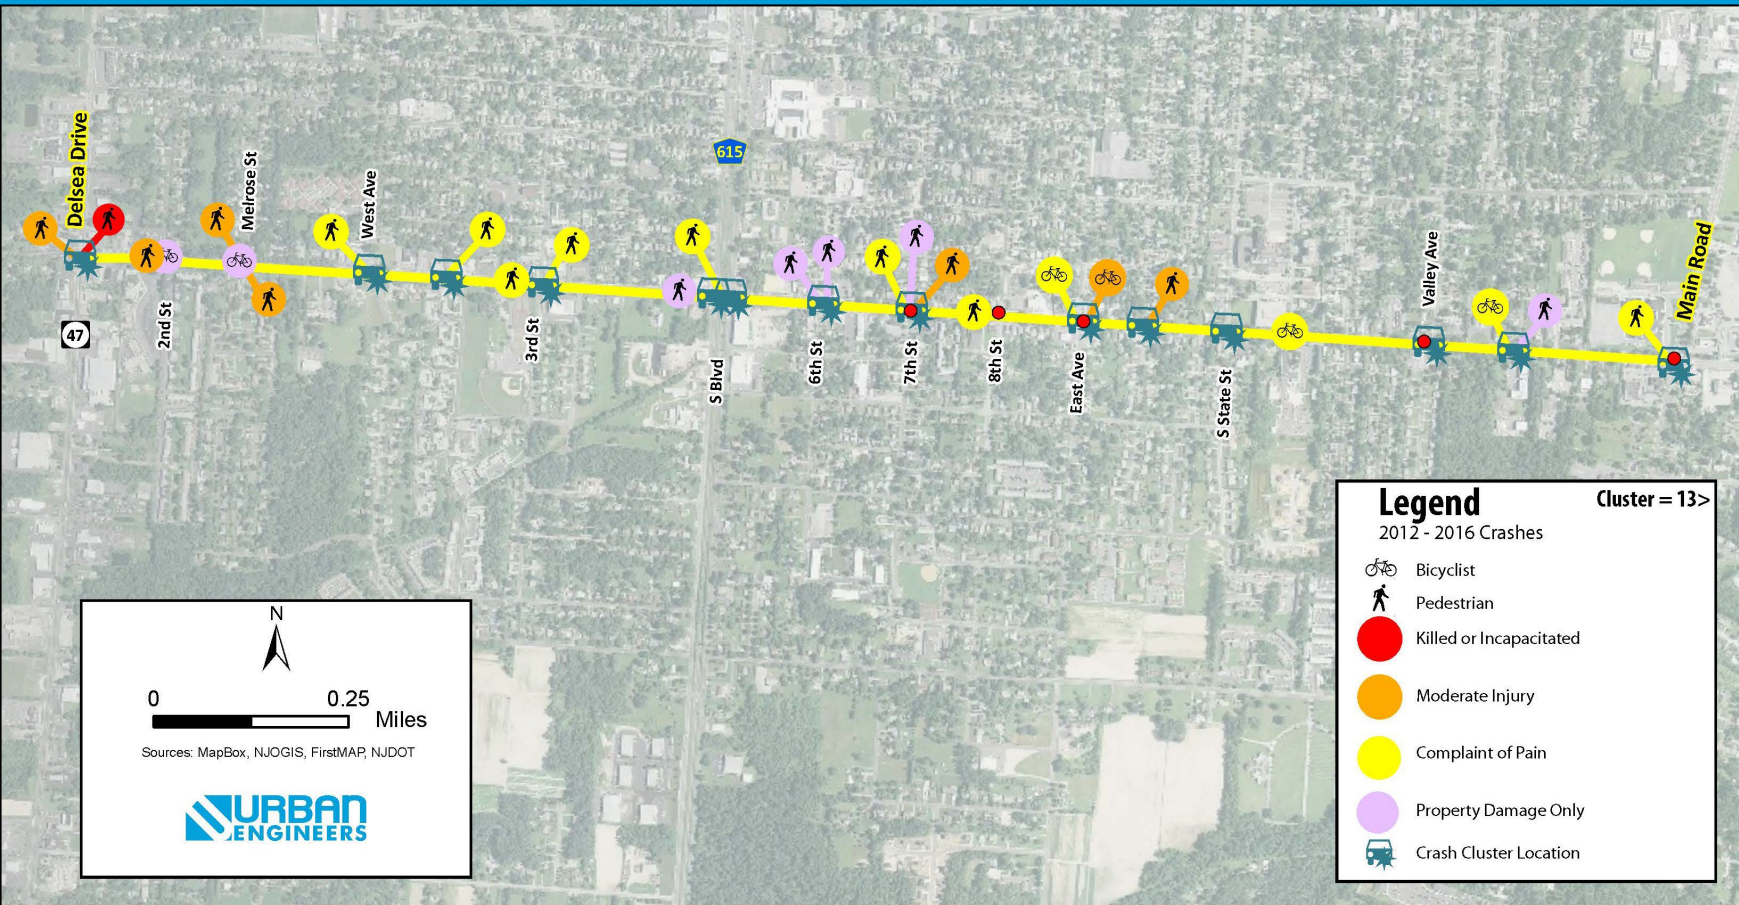 615
Delsea Drive
Melrose St
West Ave
Valley Ave
Main Road
47
2nd St
3rd St
S Blvd
6th St
7th St
8th St
East Ave
S State St
Legend
Cluster = 13>
2012 - 2016 Crashes
Bicyclist
Pedestrian
Killed or Incapacitated
Moderate Injury
Complaint of Pain
Property Damage Only
Crash Cluster Location
N
0
0.25
Miles
Sources: MapBox, NJOGIS, FirstMAP, NJDOT
URBAN
ENGINEERS